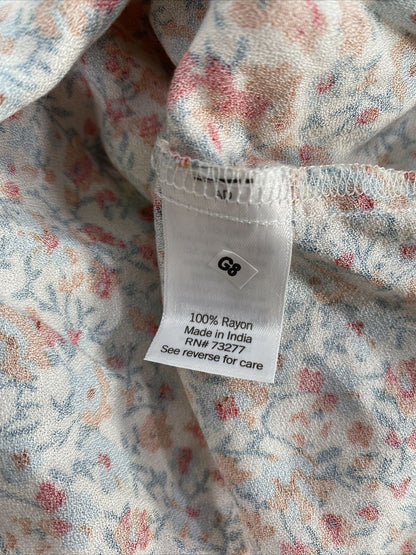 G8
100% Rayon
Made in India
RN# 73277
See reverse for care